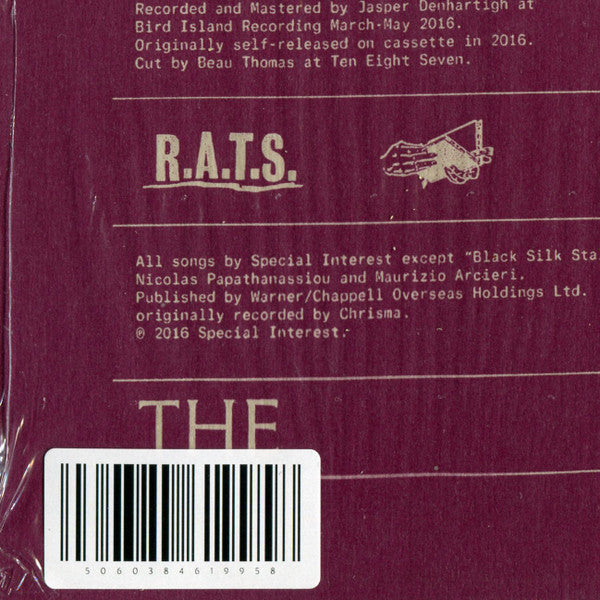 Recorded and Mastered by Jasper Denhartigh at
Bird Island Recording March-May 2016.
Originally self-released on cassette in 2016.
Cut by Beau Thomas at Ten Eight Seven.
R.A.T.S.
All songs by Special Interest except "Black Silk Sta
Nicolas Papathanassiou and Maurizio Arcieri.
Published by Warner/Chappell Overseas Holdings Ltd.
originally recorded by Chrisma.
℗ 2016 Special Interest.
THE
5060384619958